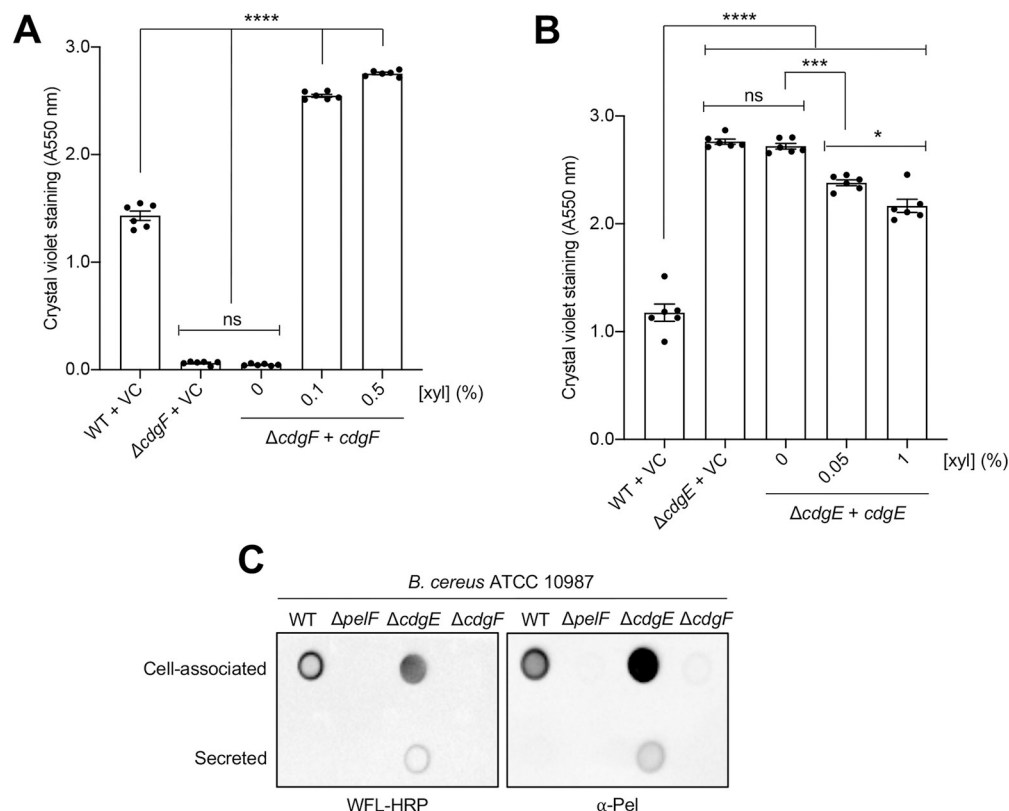 A
****
Crystal violet staining (A550 nm)
3.0
2.0
1.0
0.0
ns
WT + VC
ΔcdgF + VC
0
0.1
0.5
[xyl] (%)
ΔcdgF + cdgF
B
****
***
ns
*
Crystal violet staining (A550 nm)
3.0
2.0
1.0
0.0
WT + VC
ΔcdgE + VC
0
0.05
1
[xyl] (%)
ΔcdgE + cdgE
C
B. cereus ATCC 10987
WT ΔpelF ΔcdgE ΔcdgF WT ΔpelF ΔcdgE ΔcdgF
Cell-associated
Secreted
WFL-HRP
α-Pel